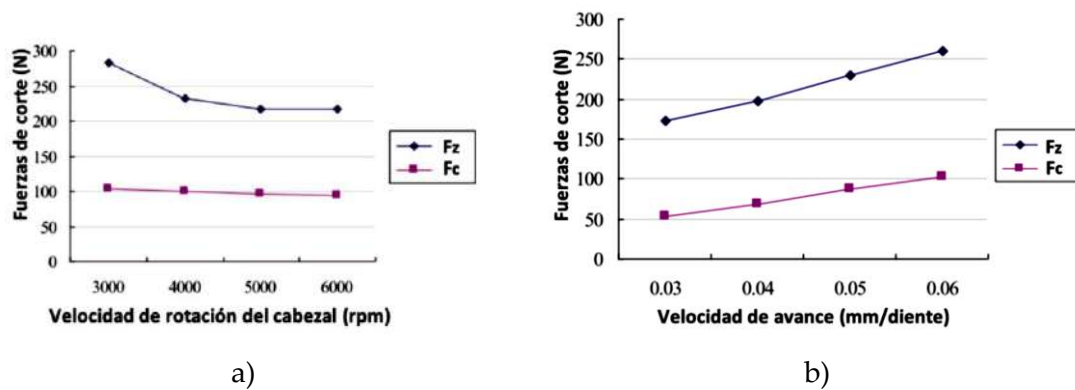 300
250
200
150
100
50
0
Fuerzas de corte (N)
3000 4000 5000 6000
Velocidad de rotación del cabezal (rpm)
Fz
Fc
a)
300
250
200
150
100
50
0
Fuerzas de corte (N)
0.03 0.04 0.05 0.06
Velocidad de avance (mm/diente)
Fz
Fc
b)